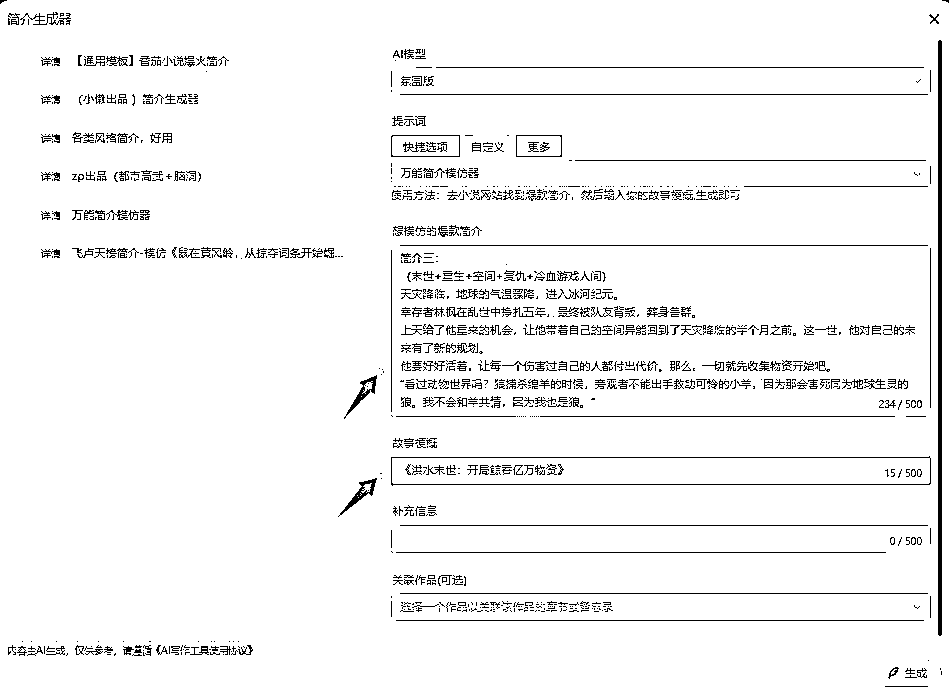 简介生成器
详情 【通用模板】番茄小说爆火简介
详情 (小懒出品)简介生成器
详情 各类风格简介，好用
详情 zp出品（都市高武+脑洞）
详情 万能简介模仿器
详情 飞卢天榜简介-模仿《鼠在黄风岭，从掠夺词条开始崛...
AI模型
氛围版
提示词
快捷选项 自定义 更多
万能简介模仿器
使用方法：去小说网站找到爆款简介，然后输入你的故事梗概,生成即可
想模仿的爆款简介
简介三：
（末世+重生+空间+复仇+冷血游戏人间）
天灾降临，地球的气温骤降，进入冰河纪元。
幸存者林枫在乱世中挣扎五年，最终被队友背叛，葬身兽群。
上天给了他重来的机会，让他带着自己的空间异能回到了天灾降临的半个月之前。这一世，他对自己的未
来有了新的规划。
他要好好活着，让每一个伤害过自己的人都付出代价。那么，一切就先收集物资开始吧。
“看过动物世界吗？猿捕杀绵羊的时候，旁观者不能出手救助可怜的小羊，因为那会害死同为地球生灵的
狼。我不会和羊共情，因为我也是狼。”
234 / 500
故事梗概
《洪水末世：开局鲸吞亿万物资》
15 / 500
补充信息
0 / 500
关联作品(可选)
选择一个作品以关联该作品的章节或备忘录
内容由AI生成，仅供参考，请遵循《AI写作工具使用协议》
生成